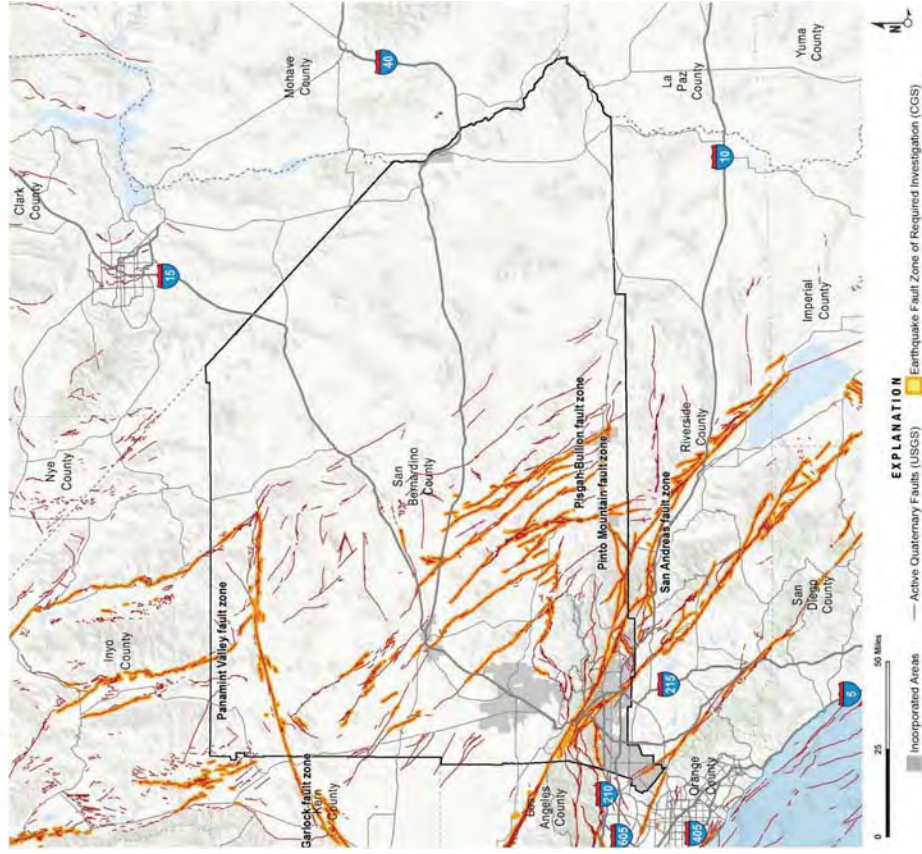 Clark
County
Nye
County
15
Mohave
County
40
Inyo
County
Panamint Valley fault zone
San
Bernardino
County
Garlock fault zone
Kern
County
Pisgah-Bullion fault zone
Pinto Mountain fault zone
San Andreas fault zone
Los
Angeles
County
210
605
405
215
10
La
Paz
County
Riverside
County
Orange
County
San
Diego
County
Imperial
County
Yuma
County
5
0 25 50 Miles
N
EXPLANATION
Incorporated Areas
Active Quaternary Faults (USGS)
Earthquake Fault Zone of Required Investigation (CGS)